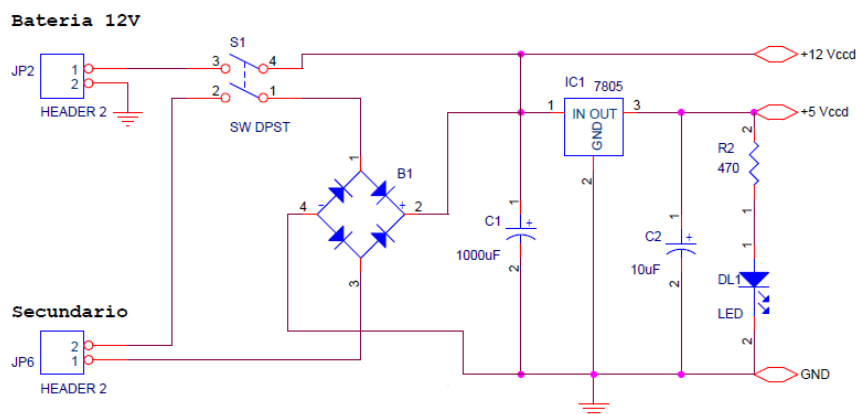 Bateria 12V
S1
JP2
1
2
3
4
2
1
HEADER 2
SW DPST
+12 Vccd
IC1 7805
1
IN OUT
GND
3
2
+5 Vccd
2
R2
470
1
1
B1
4
-
+
2
3
1
C1
+
1000uF
2
1
C2
+
10uF
2
1
DL1
LED
2
Secundario
JP6
2
1
HEADER 2
GND